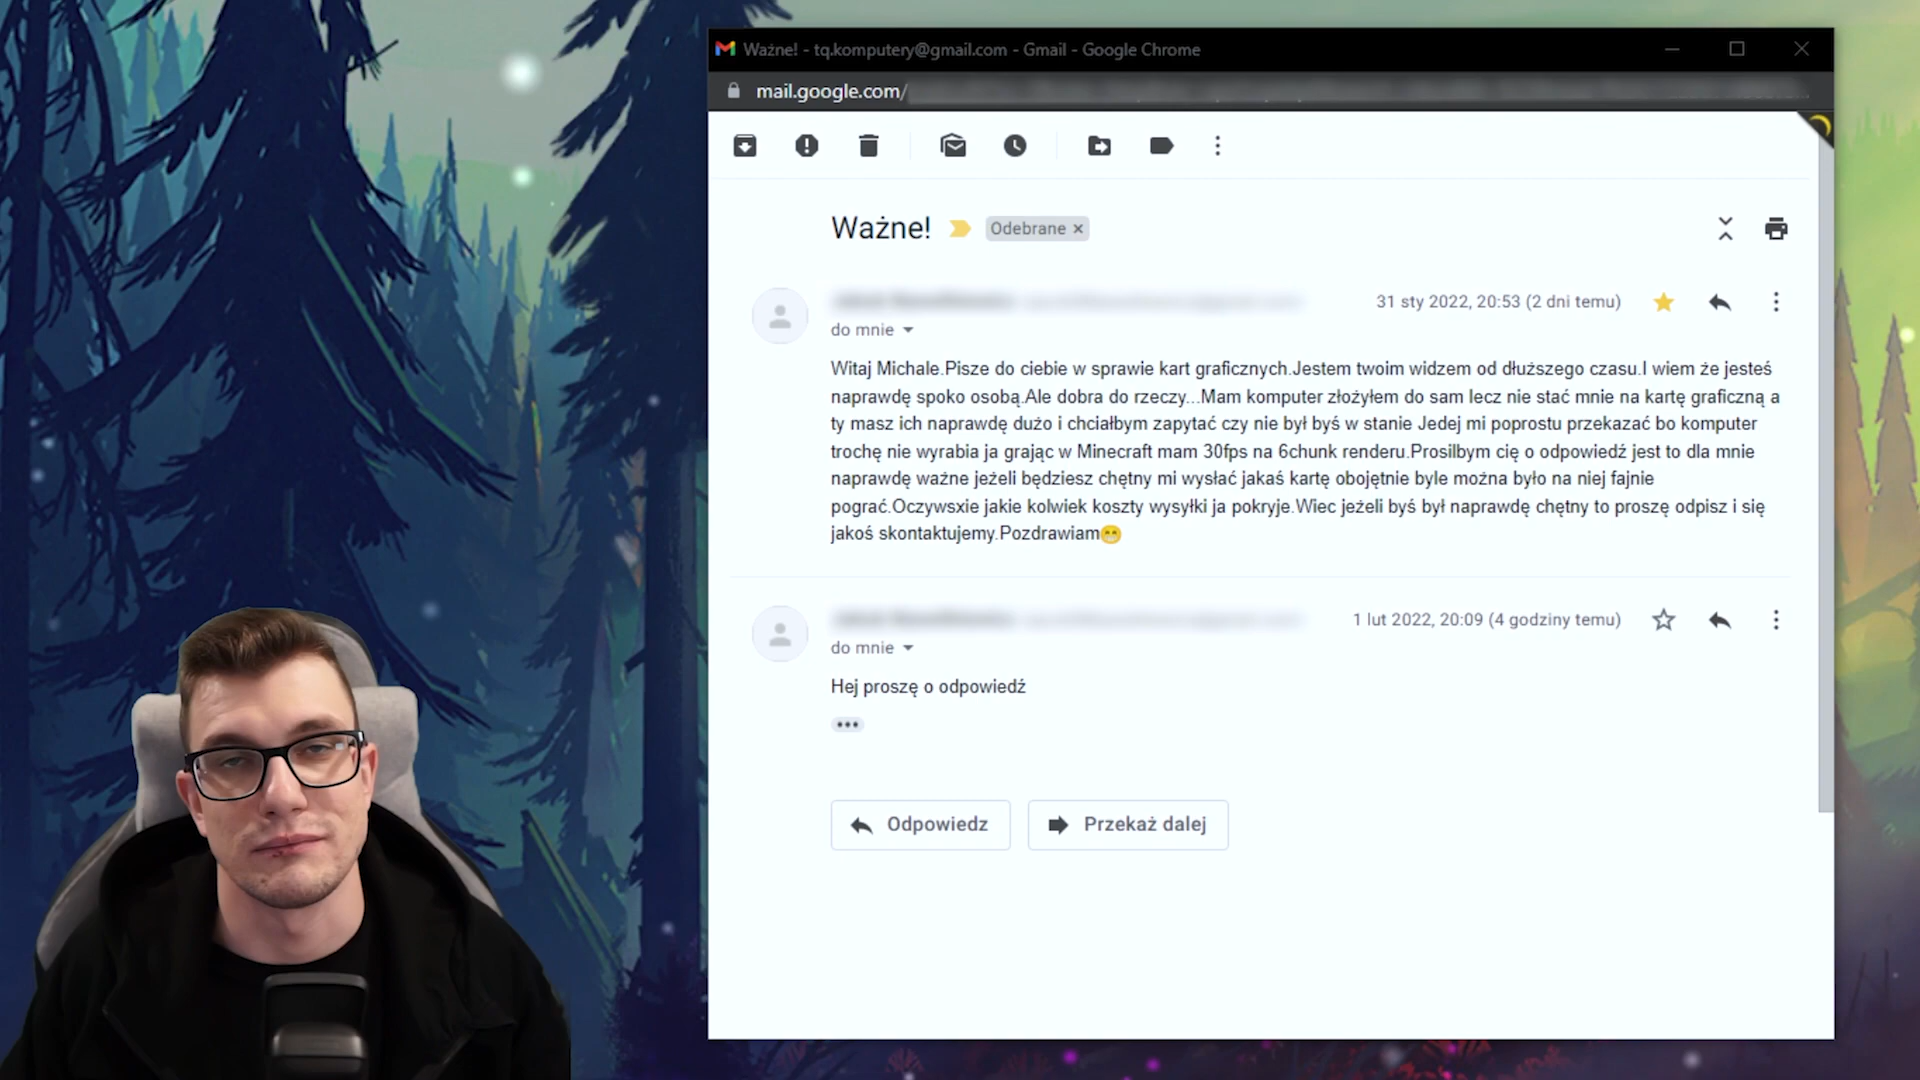 Ważne! - tq.komputery@gmail.com - Gmail - Google Chrome
mail.google.com/
Ważne! Odebrane ×
31 sty 2022, 20:53 (2 dni temu)
do mnie
Witaj Michale.Pisze do ciebie w sprawie kart graficznych.Jestem twoim widzem od dłuższego czasu.I wiem że jesteś
naprawdę spoko osobą.Ale dobra do rzeczy...Mam komputer złożyłem do sam lecz nie stać mnie na kartę graficzną a
ty masz ich naprawdę dużo i chciałbym zapytać czy nie był byś w stanie Jedej mi poprostu przekazać bo komputer
trochę nie wyrabia ja grając w Minecraft mam 30fps na 6chunk renderu.Prosilbym cię o odpowiedź jest to dla mnie
naprawdę ważne jeżeli będziesz chętny mi wysłać jakaś kartę obojętnie byle można było na niej fajnie
pograć.Oczywsxie jakie kolwiek koszty wysyłki ja pokryje.Wiec jeżeli byś był naprawdę chętny to proszę odpisz i się
jakoś skontaktujemy.Pozdrawiam😁
1 lut 2022, 20:09 (4 godziny temu)
do mnie
Hej proszę o odpowiedź
Odpowiedz Przekaż dalej